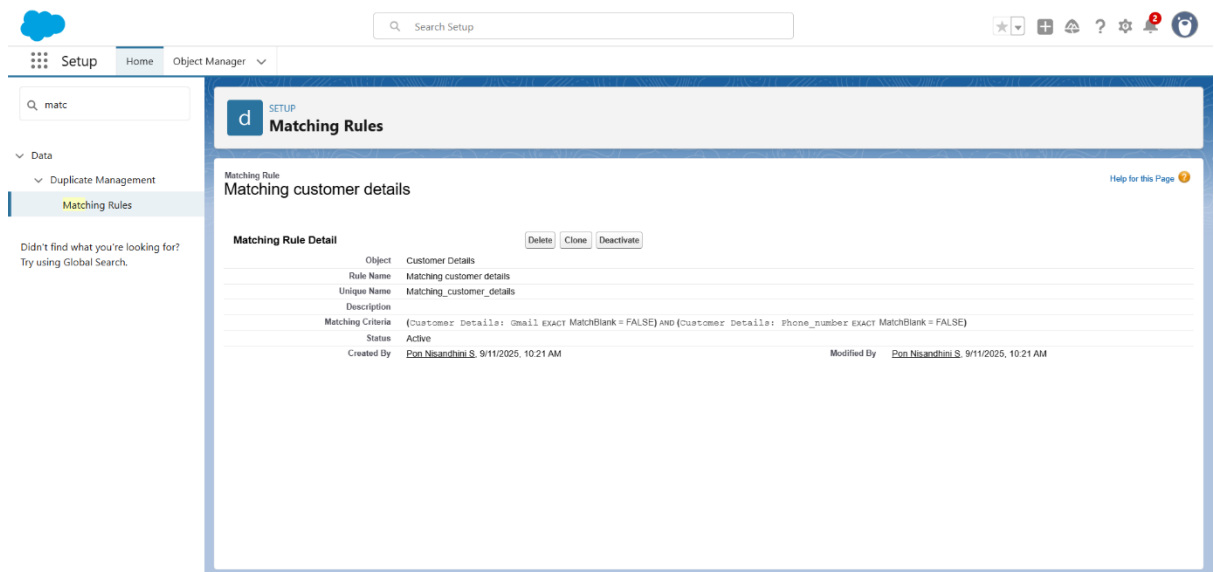 Search Setup
2
Setup Home Object Manager
matc
Data
Duplicate Management
Matching Rules
Didn't find what you're looking for?
Try using Global Search.
d
SETUP
Matching Rules
Matching Rule
Matching customer details
Help for this Page ?
Matching Rule Detail Delete Clone Deactivate
Object Customer Details
Rule Name Matching customer details
Unique Name Matching_customer_details
Description
Matching Criteria (Customer Details: Gmail EXACT MatchBlank = FALSE) AND (Customer Details: Phone_number EXACT MatchBlank = FALSE)
Status Active
Created By Pon Nisandhini S, 9/11/2025, 10:21 AM Modified By Pon Nisandhini S, 9/11/2025, 10:21 AM